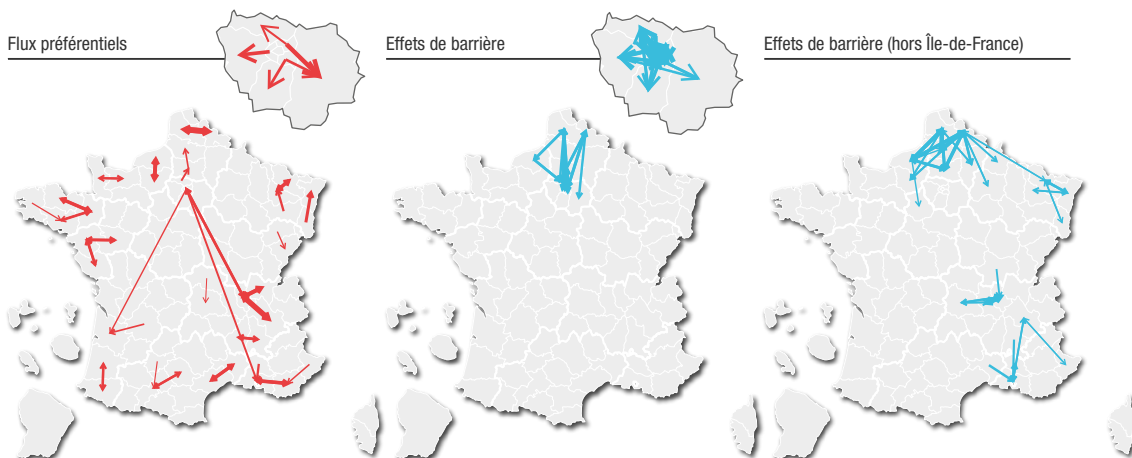 Flux préférentiels
Effets de barrière
Effets de barrière (hors Île-de-France)